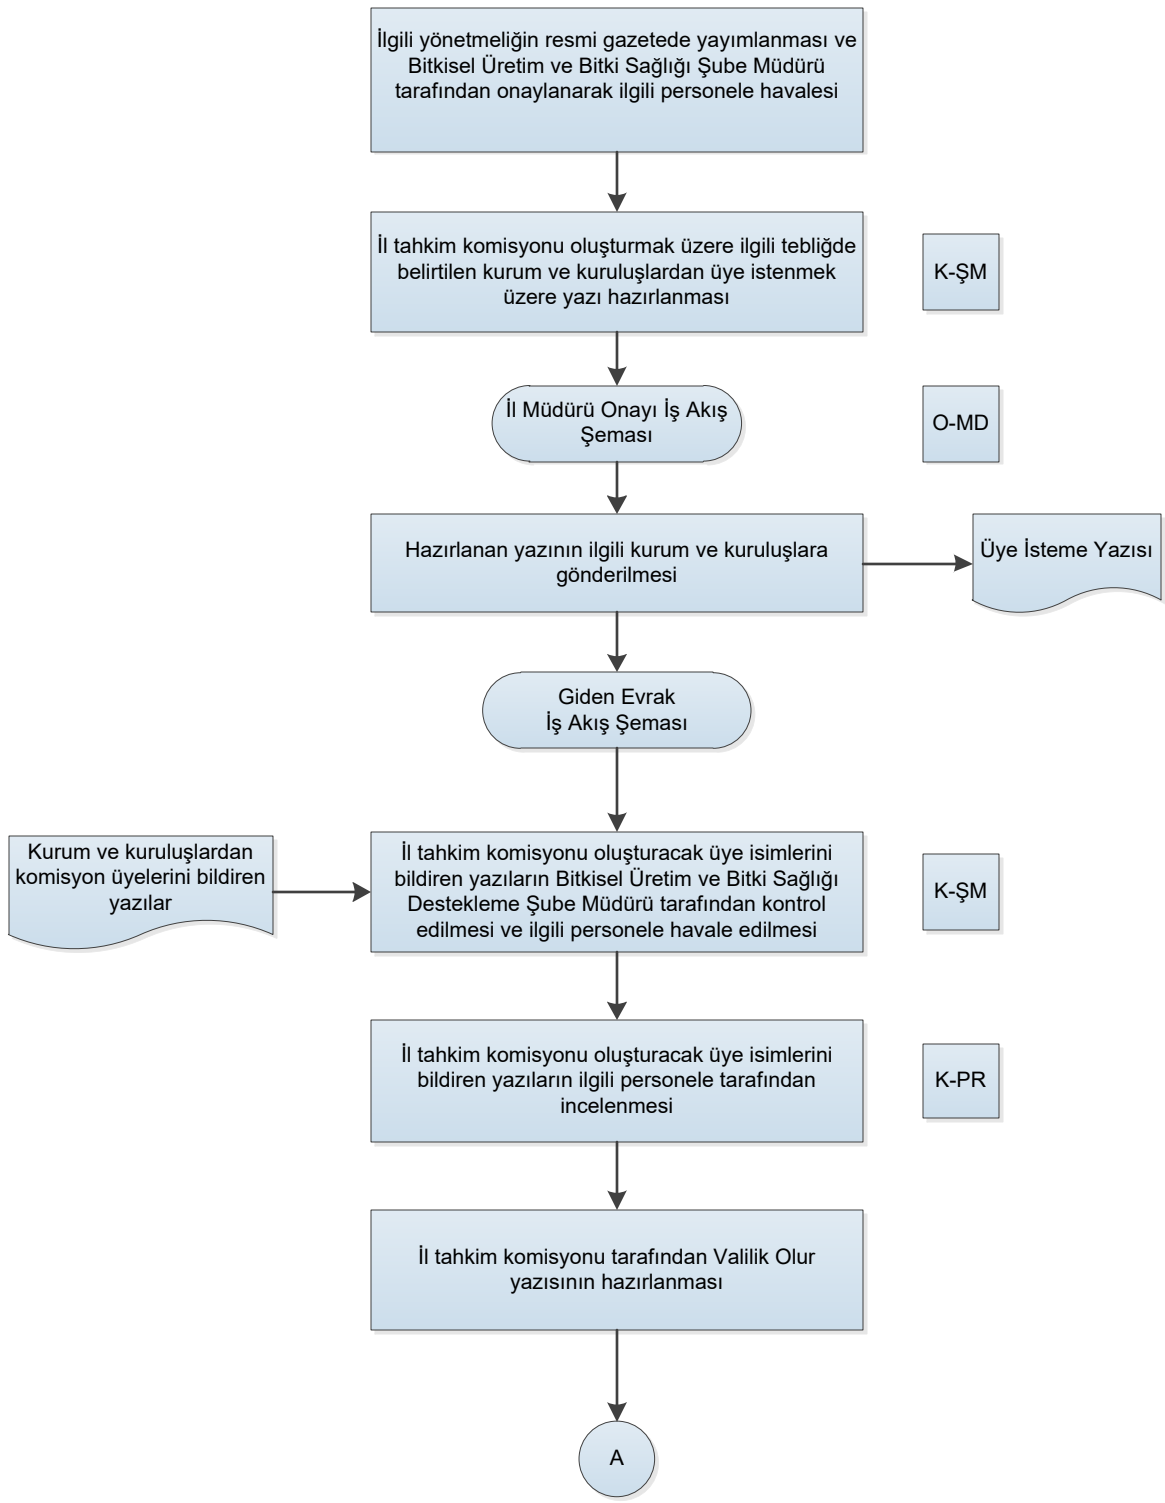 İlgili yönetmeliğin resmi gazetede yayımlanması ve
Bitkisel Üretim ve Bitki Sağlığı Şube Müdürü
tarafından onaylanarak ilgili personele havalesi
İl tahkim komisyonu oluşturmak üzere ilgili tebliğde
belirtilen kurum ve kuruluşlardan üye istenmek
üzere yazı hazırlanması
K-ŞM
İl Müdürü Onayı İş Akış
Şeması
O-MD
Hazırlanan yazının ilgili kurum ve kuruluşlara
gönderilmesi
Üye İsteme Yazısı
Giden Evrak
İş Akış Şeması
Kurum ve kuruluşlardan
komisyon üyelerini bildiren
yazılar
İl tahkim komisyonu oluşturacak üye isimlerini
bildiren yazıların Bitkisel Üretim ve Bitki Sağlığı
Destekleme Şube Müdürü tarafından kontrol
edilmesi ve ilgili personele havale edilmesi
K-ŞM
İl tahkim komisyonu oluşturacak üye isimlerini
bildiren yazıların ilgili personele tarafından
incelenmesi
K-PR
İl tahkim komisyonu tarafından Valilik Olur
yazısının hazırlanması
A